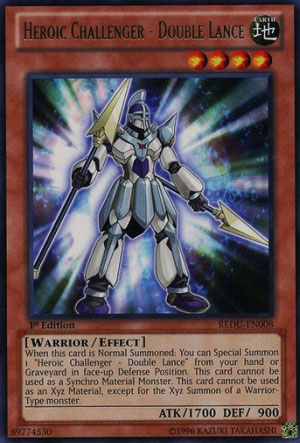 HEROIC CHALLENGER - DOUBLE LANCE
EARTH
地
1st Edition
REDU-EN008
[WARRIOR / EFFECT]
When this card is Normal Summoned: You can Special Summon
1 "Heroic Challenger - Double Lance" from your hand or
Graveyard in face-up Defense Position. This card cannot be
used as a Synchro Material Monster. This card cannot be used
as an Xyz Material, except for the Xyz Summon of a Warrior-
Type monster.
ATK/1700 DEF/ 900
89774530
©1996 KAZUKI TAKAHASHI